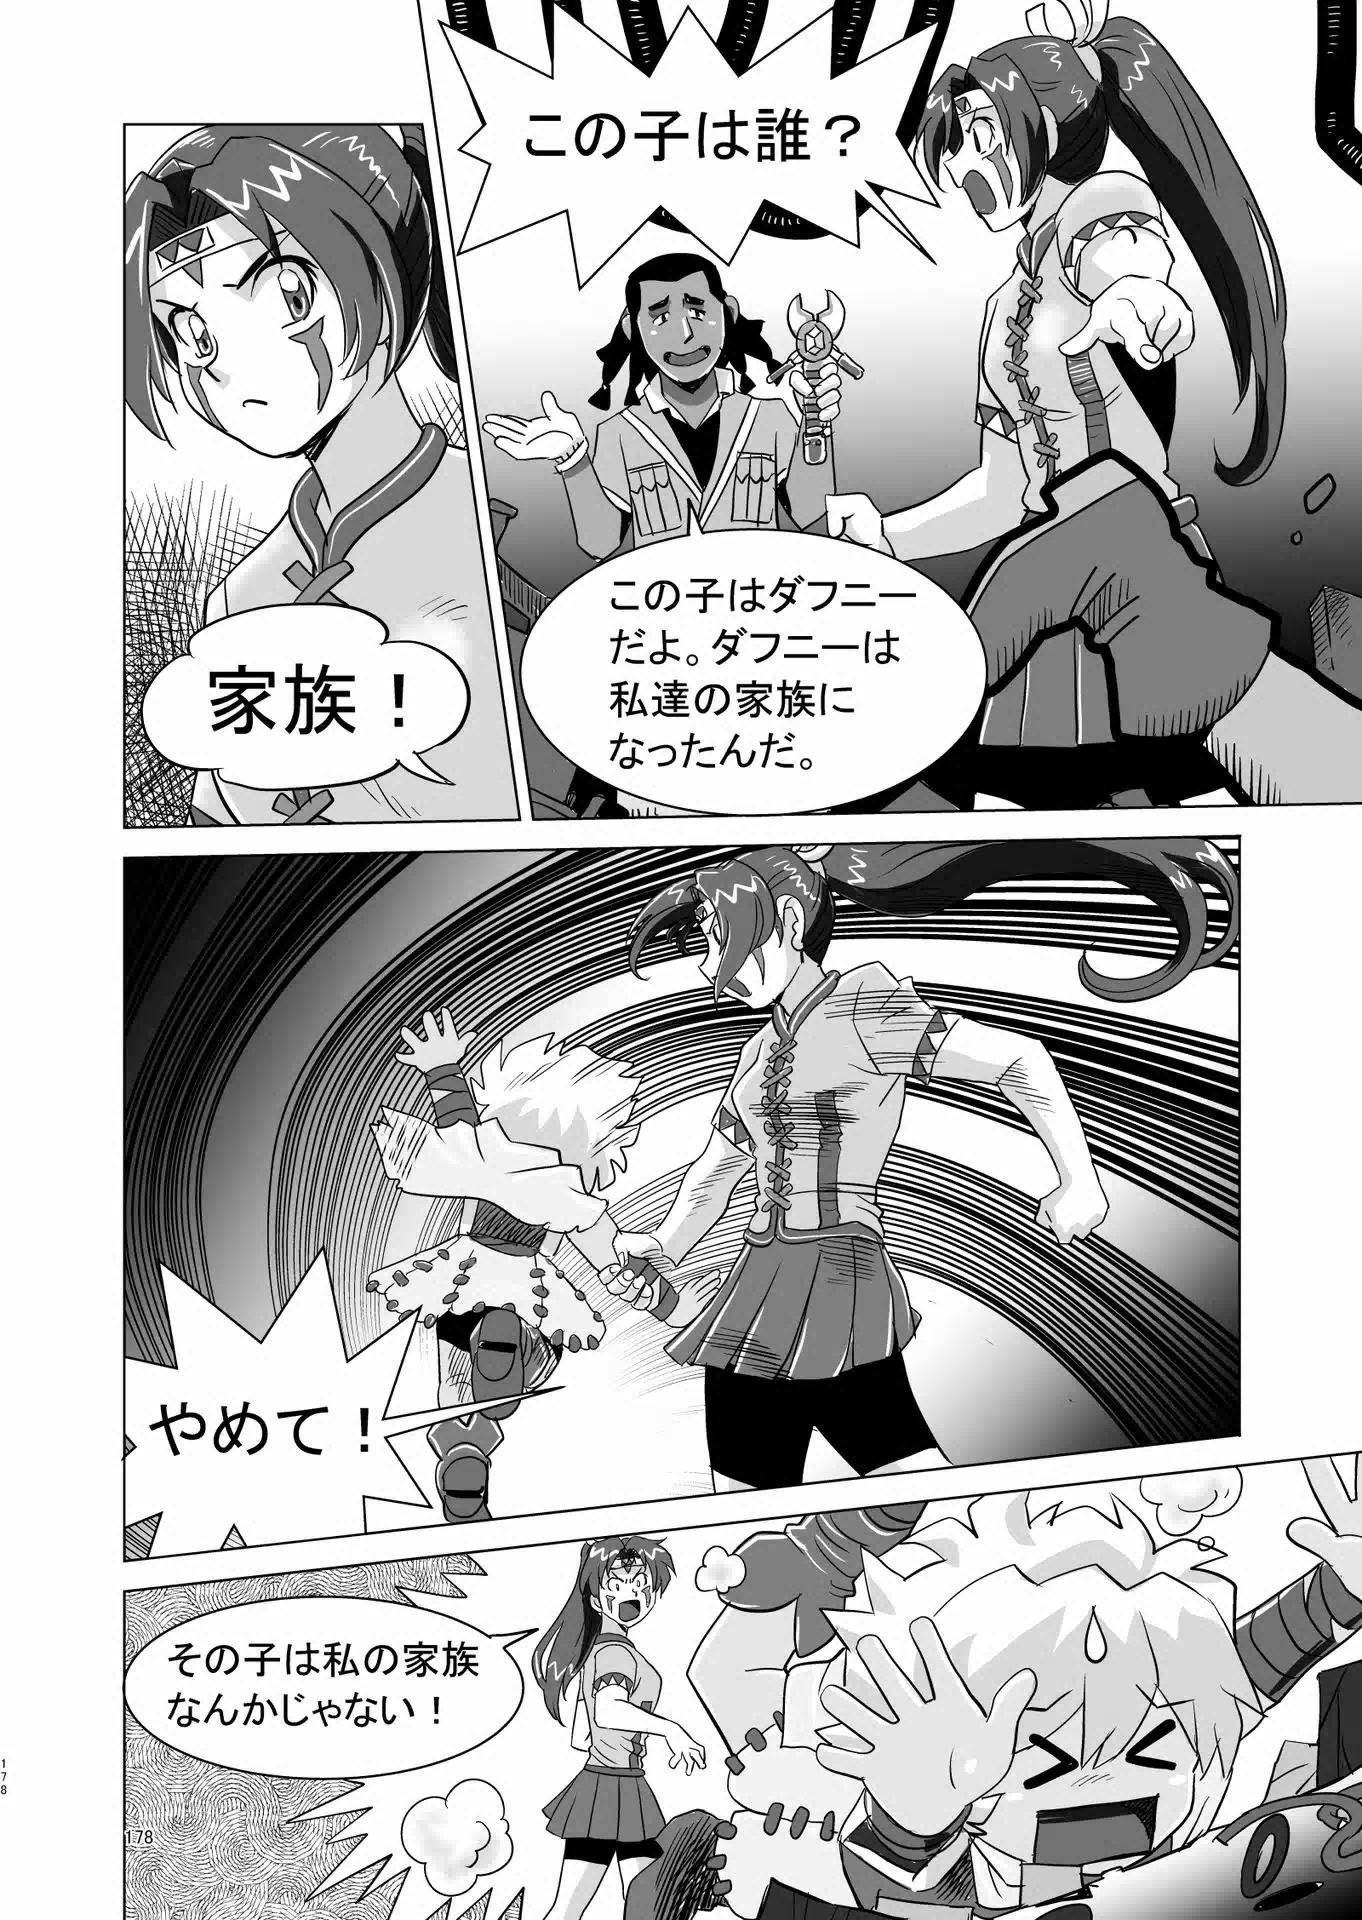 この子は誰？
この子はダフニー
だよ。ダフニーは
私達の家族に
なったんだ。
家族！
やめて！
その子は私の家族
なんかじゃない！
178
178